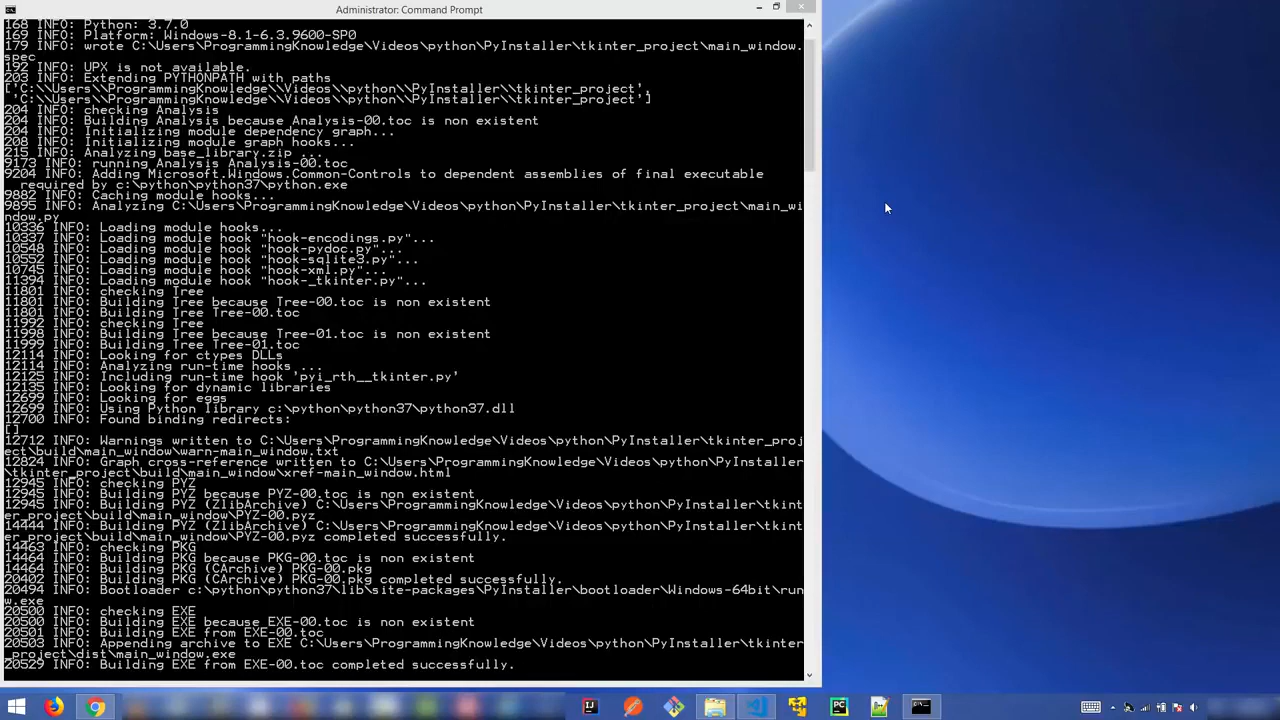 Administrator: Command Prompt
168 INFO: Python: 3.7.0
169 INFO: Platform: Windows-8.1-6.3.9600-SP0
179 INFO: wrote C:\Users\ProgrammingKnowledge\Videos\python\PyInstaller\tkinter_project\main_window.
spec
192 INFO: UPX is not available.
203 INFO: Extending PYTHONPATH with paths
['C:\\Users\\ProgrammingKnowledge\\Videos\\python\\PyInstaller\\tkinter_project',
 'C:\\Users\\ProgrammingKnowledge\\Videos\\python\\PyInstaller\\tkinter_project']
204 INFO: checking Analysis
204 INFO: Building Analysis because Analysis-00.toc is non existent
204 INFO: Initializing module dependency graph...
208 INFO: Initializing module graph hooks...
215 INFO: Analyzing base_library.zip ...
9173 INFO: running Analysis Analysis-00.toc
9204 INFO: Adding Microsoft.Windows.Common-Controls to dependent assemblies of final executable
  required by c:\python\python37\python.exe
9882 INFO: Caching module hooks...
9895 INFO: Analyzing C:\Users\ProgrammingKnowledge\Videos\python\PyInstaller\tkinter_project\main_wi
ndow.py
10336 INFO: Loading module hooks...
10337 INFO: Loading module hook "hook-encodings.py"...
10548 INFO: Loading module hook "hook-pydoc.py"...
10552 INFO: Loading module hook "hook-sqlite3.py"...
10745 INFO: Loading module hook "hook-xml.py"...
11394 INFO: Loading module hook "hook-_tkinter.py"...
11801 INFO: checking Tree
11801 INFO: Building Tree because Tree-00.toc is non existent
11801 INFO: Building Tree Tree-00.toc
11992 INFO: checking Tree
11998 INFO: Building Tree because Tree-01.toc is non existent
11999 INFO: Building Tree Tree-01.toc
12114 INFO: Looking for ctypes DLLs
12114 INFO: Analyzing run-time hooks ...
12125 INFO: Including run-time hook 'pyi_rth__tkinter.py'
12135 INFO: Looking for dynamic libraries
12699 INFO: Looking for eggs
12699 INFO: Using Python library c:\python\python37\python37.dll
12700 INFO: Found binding redirects:
[]
12712 INFO: Warnings written to C:\Users\ProgrammingKnowledge\Videos\python\PyInstaller\tkinter_proj
ect\build\main_window\warn-main_window.txt
12824 INFO: Graph cross-reference written to C:\Users\ProgrammingKnowledge\Videos\python\PyInstaller
\tkinter_project\build\main_window\xref-main_window.html
12945 INFO: checking PYZ
12945 INFO: Building PYZ because PYZ-00.toc is non existent
12945 INFO: Building PYZ (ZlibArchive) C:\Users\ProgrammingKnowledge\Videos\python\PyInstaller\tkint
er_project\build\main_window\PYZ-00.pyz
14444 INFO: Building PYZ (ZlibArchive) C:\Users\ProgrammingKnowledge\Videos\python\PyInstaller\tkint
er_project\build\main_window\PYZ-00.pyz completed successfully.
14463 INFO: checking PKG
14464 INFO: Building PKG because PKG-00.toc is non existent
14464 INFO: Building PKG (CArchive) PKG-00.pkg
20402 INFO: Building PKG (CArchive) PKG-00.pkg completed successfully.
20494 INFO: Bootloader c:\python\python37\lib\site-packages\PyInstaller\bootloader\Windows-64bit\run
w.exe
20500 INFO: checking EXE
20500 INFO: Building EXE because EXE-00.toc is non existent
20501 INFO: Building EXE from EXE-00.toc
20503 INFO: Appending archive to EXE C:\Users\ProgrammingKnowledge\Videos\python\PyInstaller\tkinter
_project\dist\main_window.exe
20529 INFO: Building EXE from EXE-00.toc completed successfully.
IJ
PC